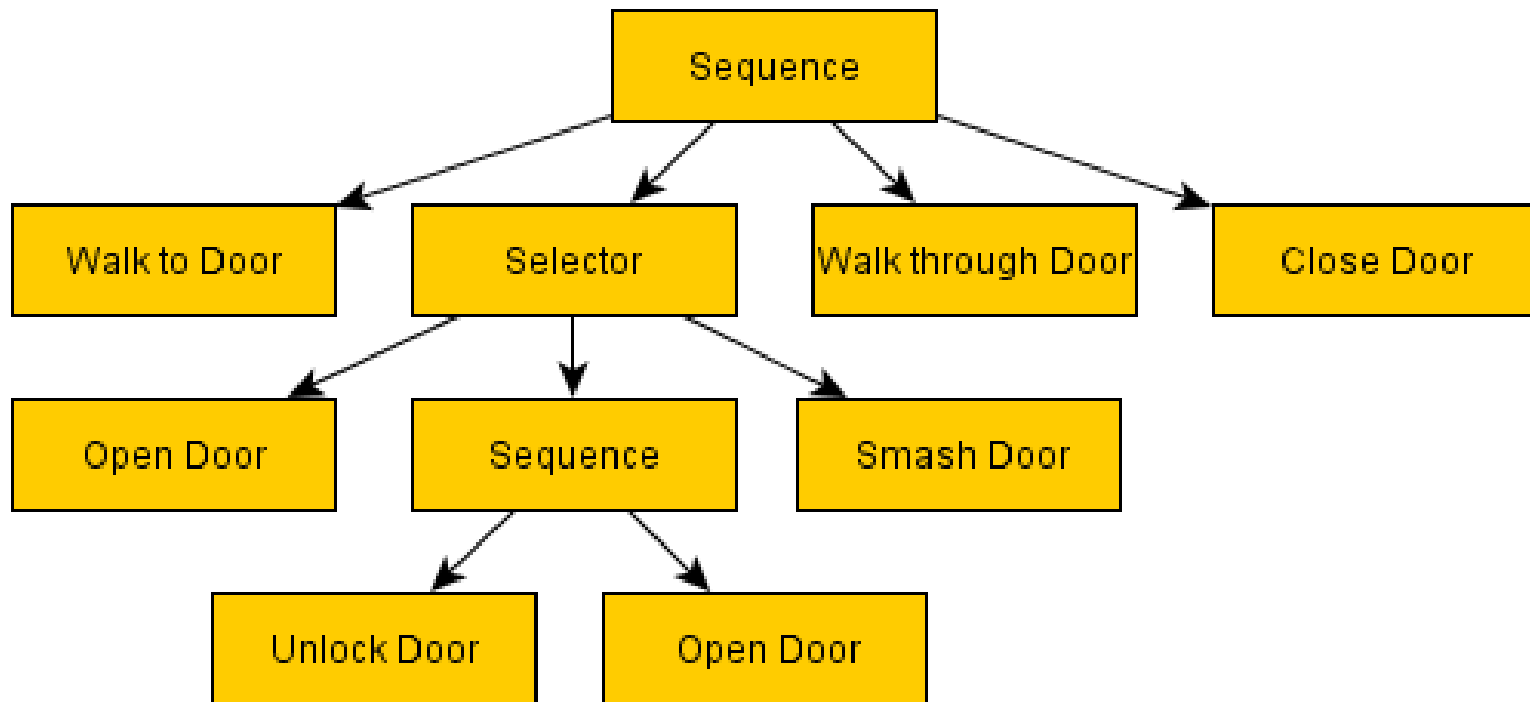 Sequence
Walk to Door
Selector
Walk through Door
Close Door
Open Door
Sequence
Smash Door
Unlock Door
Open Door